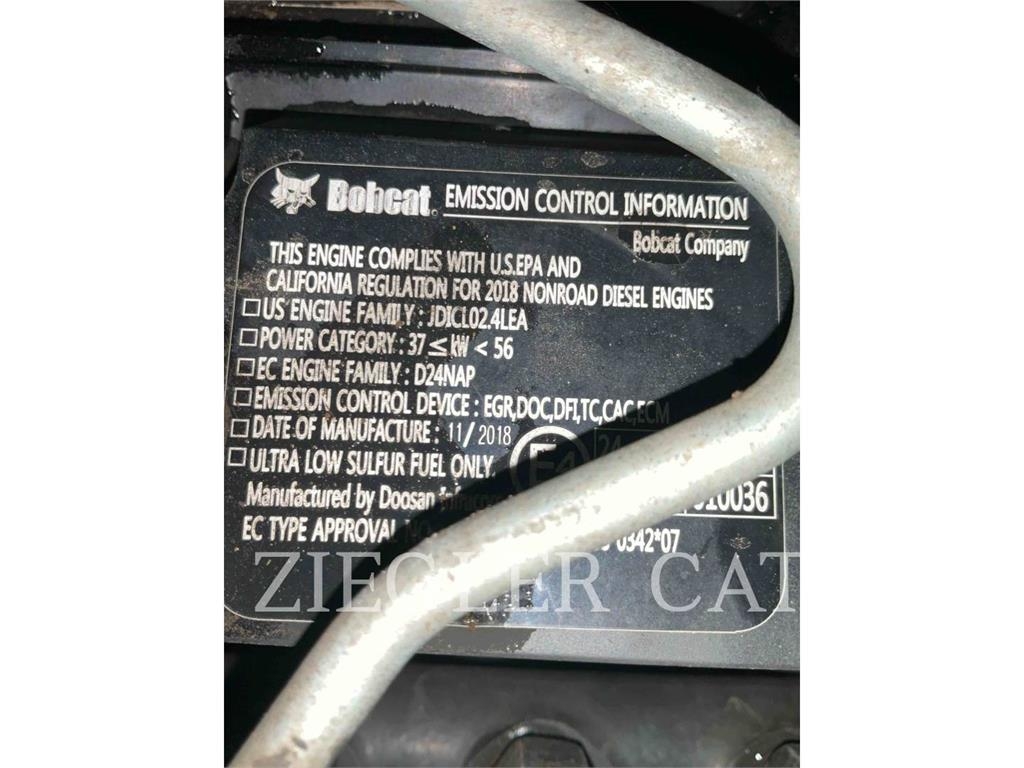 Bobcat. EMISSION CONTROL INFORMATION
Bobcat Company
THIS ENGINE COMPLIES WITH U.S.EPA AND
CALIFORNIA REGULATION FOR 2018 NONROAD DIESEL ENGINES
US ENGINE FAMILY : JDICL02.4LEA
POWER CATEGORY : 37 ≤ kW < 56
EC ENGINE FAMILY : D24NAP
EMISSION CONTROL DEVICE : EGR,DOC,DFI,TC,CAC,ECM
DATE OF MANUFACTURE : 11/ 2018
ULTRA LOW SULFUR FUEL ONLY
E4
24
010036
Manufactured by Doosan
EC TYPE APPROVAL NO
0342*07
ZIEGLER CAT